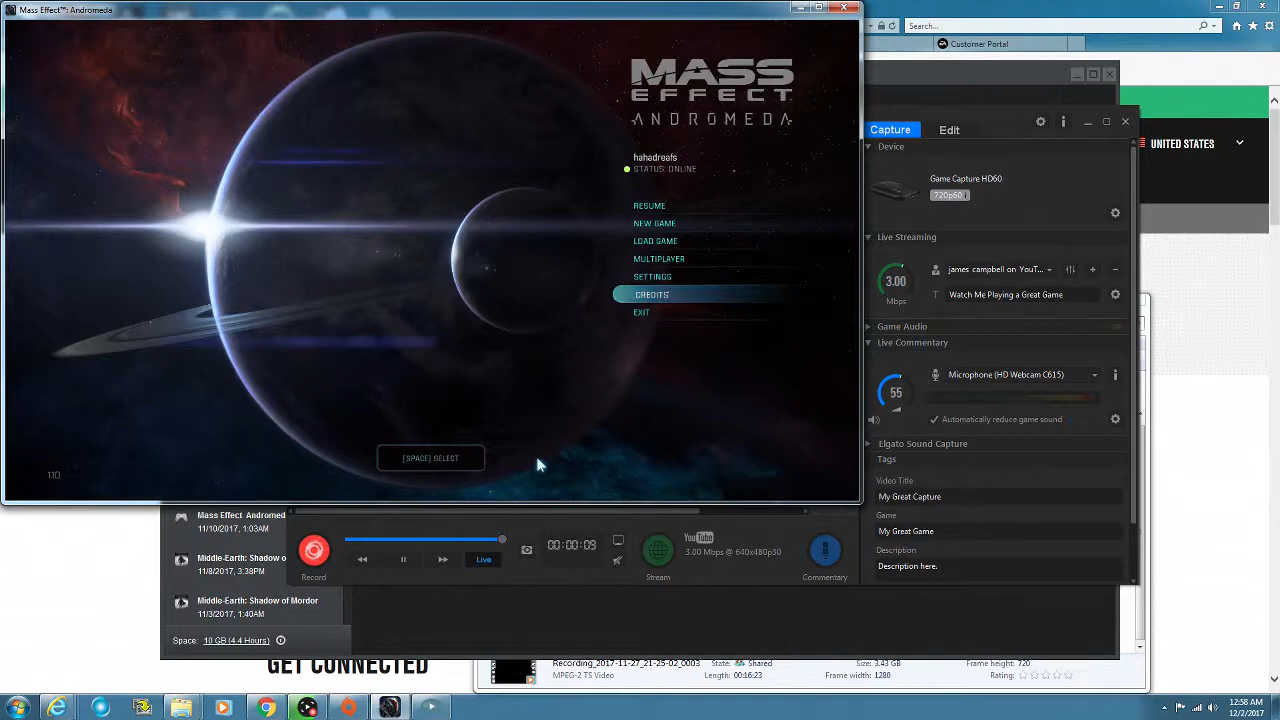 Mass Effect™: Andromeda
MASS
EFFECT
ANDROMEDA
hahadreafs
STATUS: ONLINE
RESUME
NEW GAME
LOAD GAME
MULTIPLAYER
SETTINGS
CREDITS
EXIT
[SPACE] SELECT
1.10
Search...
Customer Portal
UNITED STATES
Capture
Edit
Device
Game Capture HD60
720p60
Live Streaming
3.00
Mbps
james campbell on YouT...
T
Watch Me Playing a Great Game
Game Audio
Live Commentary
55
Microphone (HD Webcam C615)
Automatically reduce game sound
Elgato Sound Capture
Tags
Video Title
My Great Capture
Game
My Great Game
Description
Description here.
Mass Effect Andromed
11/10/2017, 1:03AM
Middle-Earth: Shadow o
11/8/2017, 3:38PM
Middle-Earth: Shadow of Mordor
11/3/2017, 1:40AM
Space: 10 GB (4.4 Hours)
Record
Live
00:00:09
Stream
YouTube
3.00 Mbps @ 640x480p30
Commentary
GET CONNECTED
Recording_2017-11-27_21-25-02_0003
MPEG-2 TS Video
State: Shared
Length: 00:16:23
Size: 3.43 GB
Frame width: 1280
Frame height: 720
Rating:
12:58 AM
12/2/2017